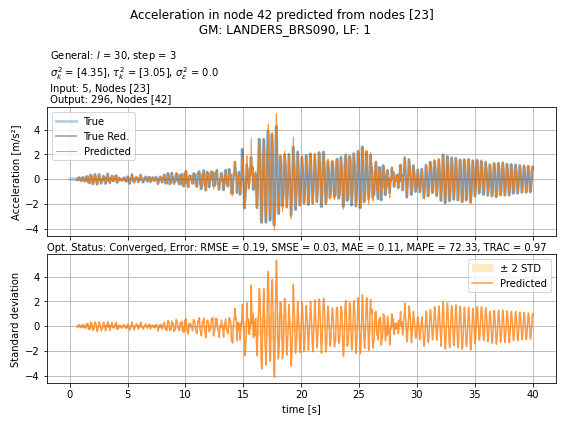 Acceleration in node 42 predicted from nodes [23]
GM: LANDERS_BRS090, LF: 1
General: l = 30, step = 3
σ²ₖ = [4.35], τ²ₖ = [3.05], σ²ₑ = 0.0
Input: 5, Nodes [23]
Output: 296, Nodes [42]
True
True Red.
Predicted
Acceleration [m/s²]
4
2
0
−2
−4
Opt. Status: Converged, Error: RMSE = 0.19, SMSE = 0.03, MAE = 0.11, MAPE = 72.33, TRAC = 0.97
± 2 STD
Predicted
Standard deviation
4
2
0
−2
−4
0 5 10 15 20 25 30 35 40
time [s]